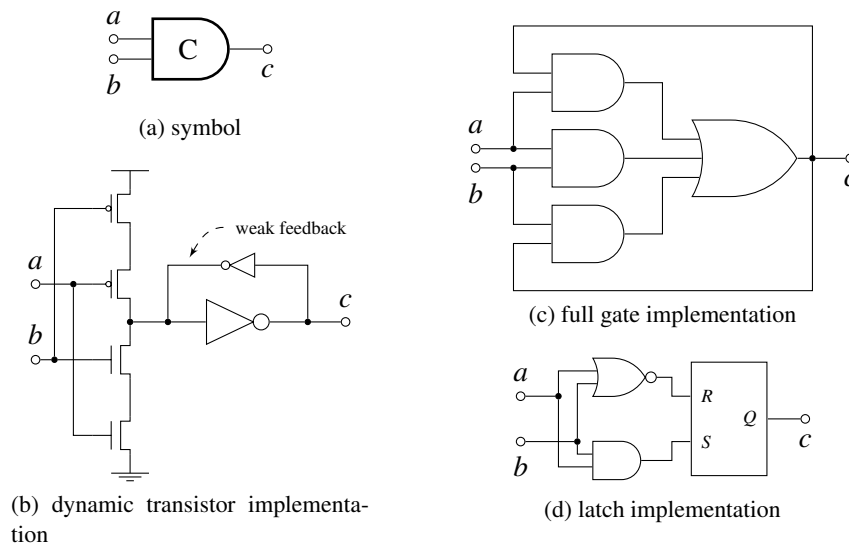 a
b
C
c
(a) symbol
weak feedback
a
b
c
(b) dynamic transistor implementa-
tion
a
b
c
(c) full gate implementation
a
b
R
S
Q
c
(d) latch implementation